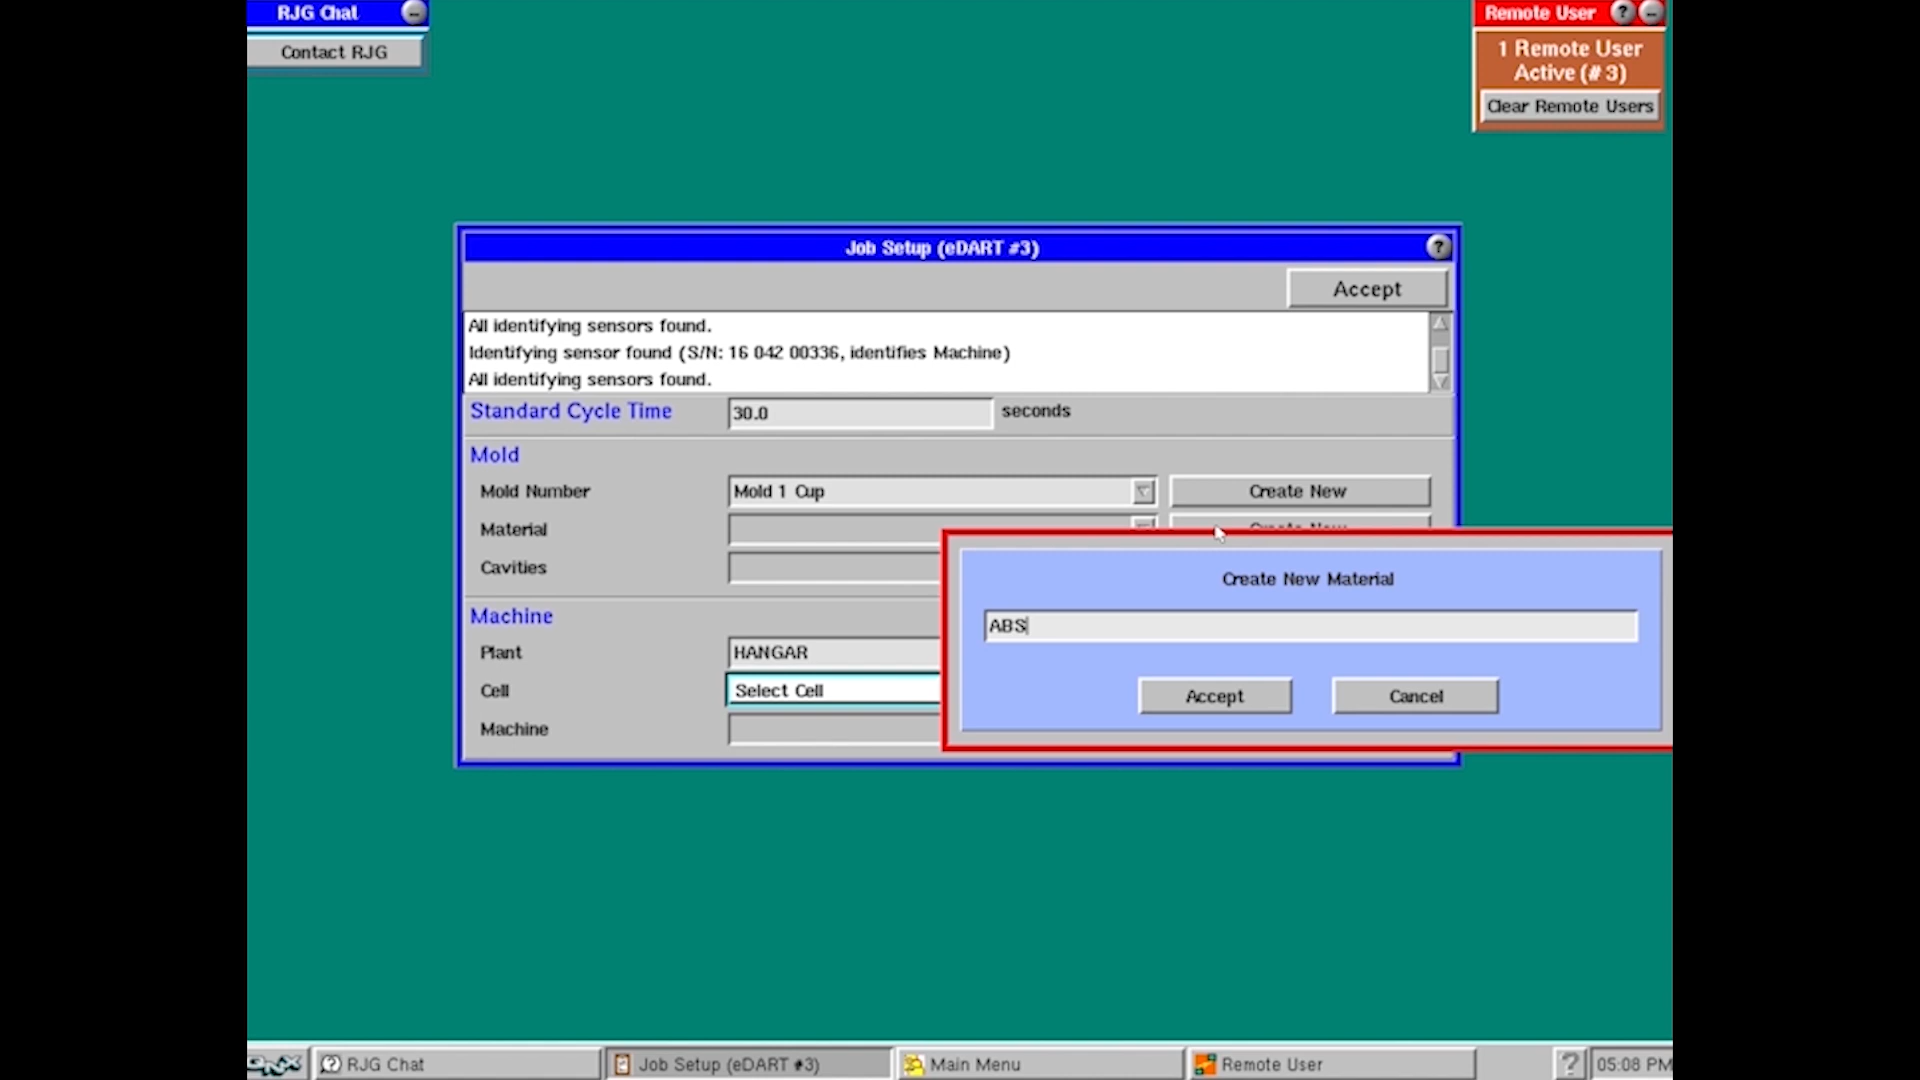 RJG Chat
Contact RJG
Remote User
1 Remote User
Active (# 3)
Clear Remote Users
Job Setup (eDART #3)
Accept
All identifying sensors found.
Identifying sensor found (S/N: 16 042 00336, identifies Machine)
All identifying sensors found.
Standard Cycle Time 30.0 seconds
Mold
Mold Number Mold 1 Cup Create New
Material Create New
Cavities
Machine
Plant HANGAR
Cell Select Cell
Machine
Create New Material
ABS
Accept Cancel
QNX RJG Chat Job Setup (eDART #3) Main Menu Remote User ? 05:08 PM